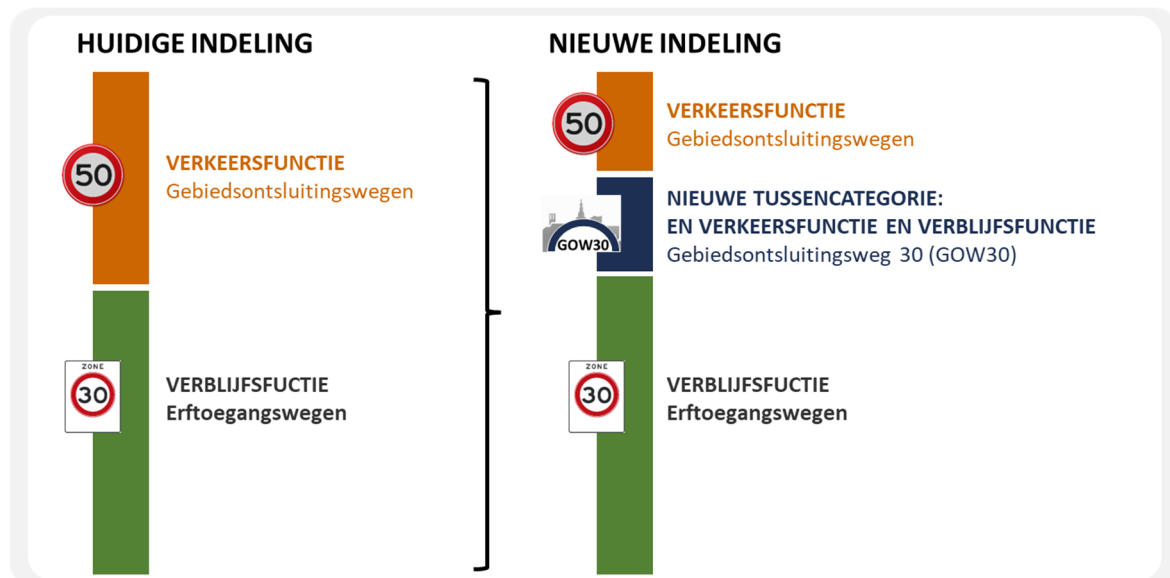 HUIDIGE INDELING
50
VERKEERSFUNCTIE
Gebiedsontsluitingswegen
ZONE
30
VERBLIJFSFUCTIE
Erftoegangswegen
NIEUWE INDELING
50
VERKEERSFUNCTIE
Gebiedsontsluitingswegen
GOW30
NIEUWE TUSSENCATEGORIE:
EN VERKEERSFUNCTIE EN VERBLIJFSFUNCTIE
Gebiedsontsluitingsweg 30 (GOW30)
ZONE
30
VERBLIJFSFUCTIE
Erftoegangswegen